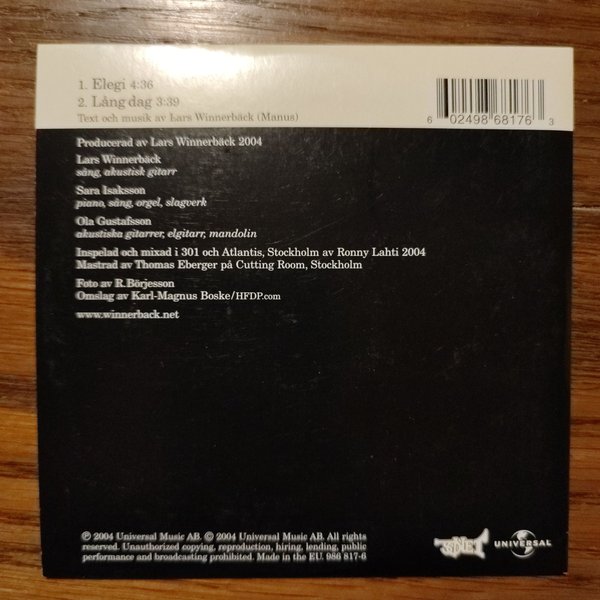 1. Elegi 4:36
2. Lång dag 3:39
Text och musik av Lars Winnerbäck (Manus)
6 02498 68176 3
Producerad av Lars Winnerbäck 2004
Lars Winnerbäck
sång, akustisk gitarr
Sara Isaksson
piano, sång, orgel, slagverk
Ola Gustafsson
akustiska gitarrer, elgitarr, mandolin
Inspelad och mixad i 301 och Atlantis, Stockholm av Ronny Lahti 2004
Mastrad av Thomas Eberger på Cutting Room, Stockholm
Foto av R.Börjesson
Omslag av Karl-Magnus Boske/HFDP.com
www.winnerback.net
℗ 2004 Universal Music AB. © 2004 Universal Music AB. All rights
reserved. Unauthorized copying, reproduction, hiring, lending, public
performance and broadcasting prohibited. Made in the EU. 986 817-6
UNIVERSAL